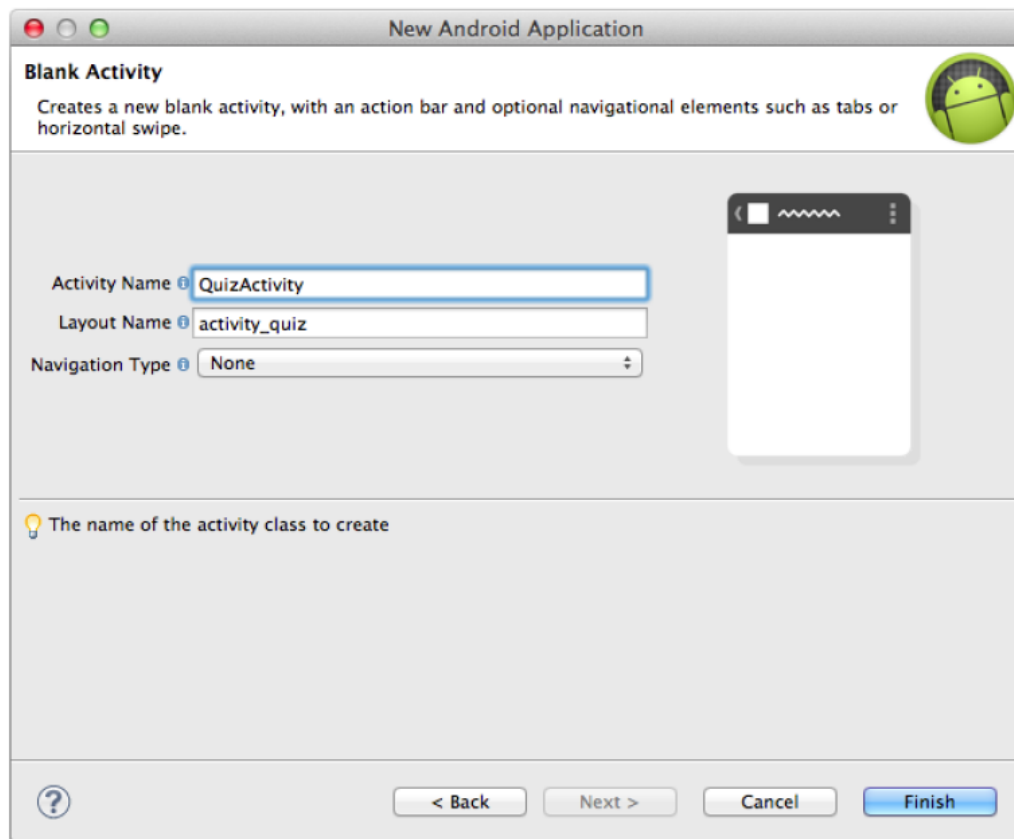 New Android Application
Blank Activity
Creates a new blank activity, with an action bar and optional navigational elements such as tabs or
horizontal swipe.
Activity Name QuizActivity
Layout Name activity_quiz
Navigation Type None
The name of the activity class to create
? < Back Next > Cancel Finish